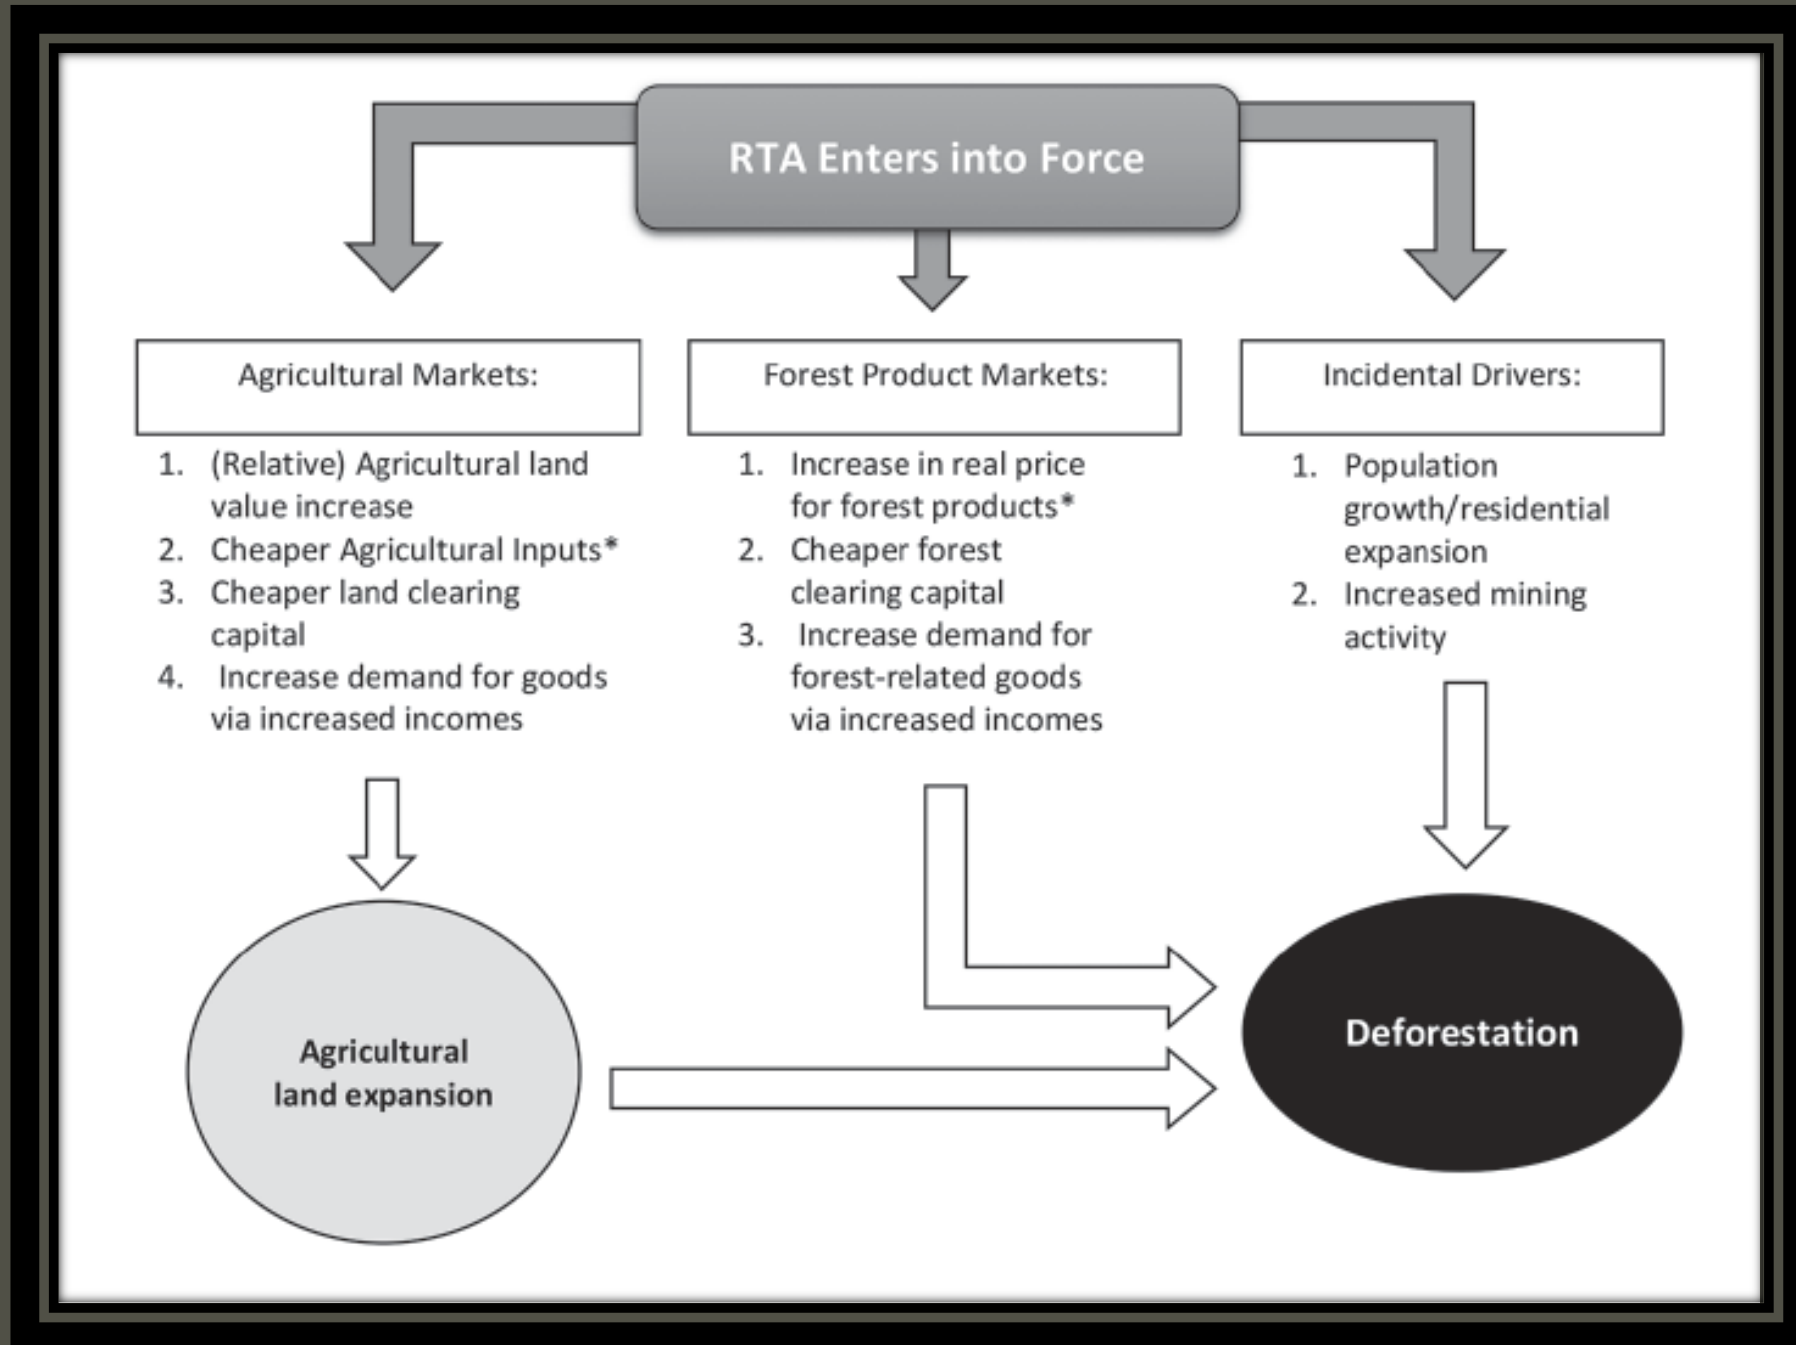 RTA Enters into Force
Agricultural Markets:
1. (Relative) Agricultural land
value increase
2. Cheaper Agricultural Inputs*
3. Cheaper land clearing
capital
4. Increase demand for goods
via increased incomes
Forest Product Markets:
1. Increase in real price
for forest products*
2. Cheaper forest
clearing capital
3. Increase demand for
forest-related goods
via increased incomes
Incidental Drivers:
1. Population
growth/residential
expansion
2. Increased mining
activity
Agricultural
land expansion
Deforestation